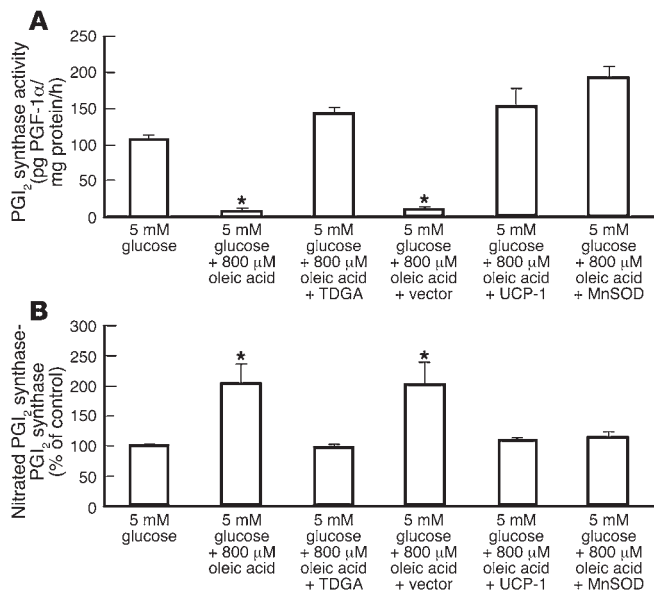 A
PGI₂ synthase activity
(pg PGF-1α/
mg protein/h)
250
200
150
100
50
0
*
*
5 mM
glucose
5 mM
glucose
+ 800 µM
oleic acid
5 mM
glucose
+ 800 µM
oleic acid
+ TDGA
5 mM
glucose
+ 800 µM
oleic acid
+ vector
5 mM
glucose
+ 800 µM
oleic acid
+ UCP-1
5 mM
glucose
+ 800 µM
oleic acid
+ MnSOD
B
Nitrated PGI₂ synthase-
PGI₂ synthase
(% of control)
300
250
200
150
100
50
0
*
*
5 mM
glucose
5 mM
glucose
+ 800 µM
oleic acid
5 mM
glucose
+ 800 µM
oleic acid
+ TDGA
5 mM
glucose
+ 800 µM
oleic acid
+ vector
5 mM
glucose
+ 800 µM
oleic acid
+ UCP-1
5 mM
glucose
+ 800 µM
oleic acid
+ MnSOD